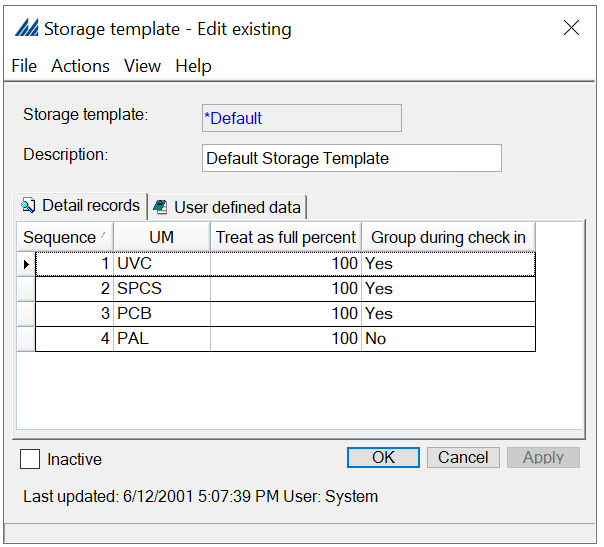 Storage template - Edit existing
File Actions View Help
Storage template: *Default
Description: Default Storage Template
Detail records User defined data
Sequence UM Treat as full percent Group during check in
1 UVC 100 Yes
2 SPCS 100 Yes
3 PCB 100 Yes
4 PAL 100 No
Inactive OK Cancel Apply
Last updated: 6/12/2001 5:07:39 PM User: System